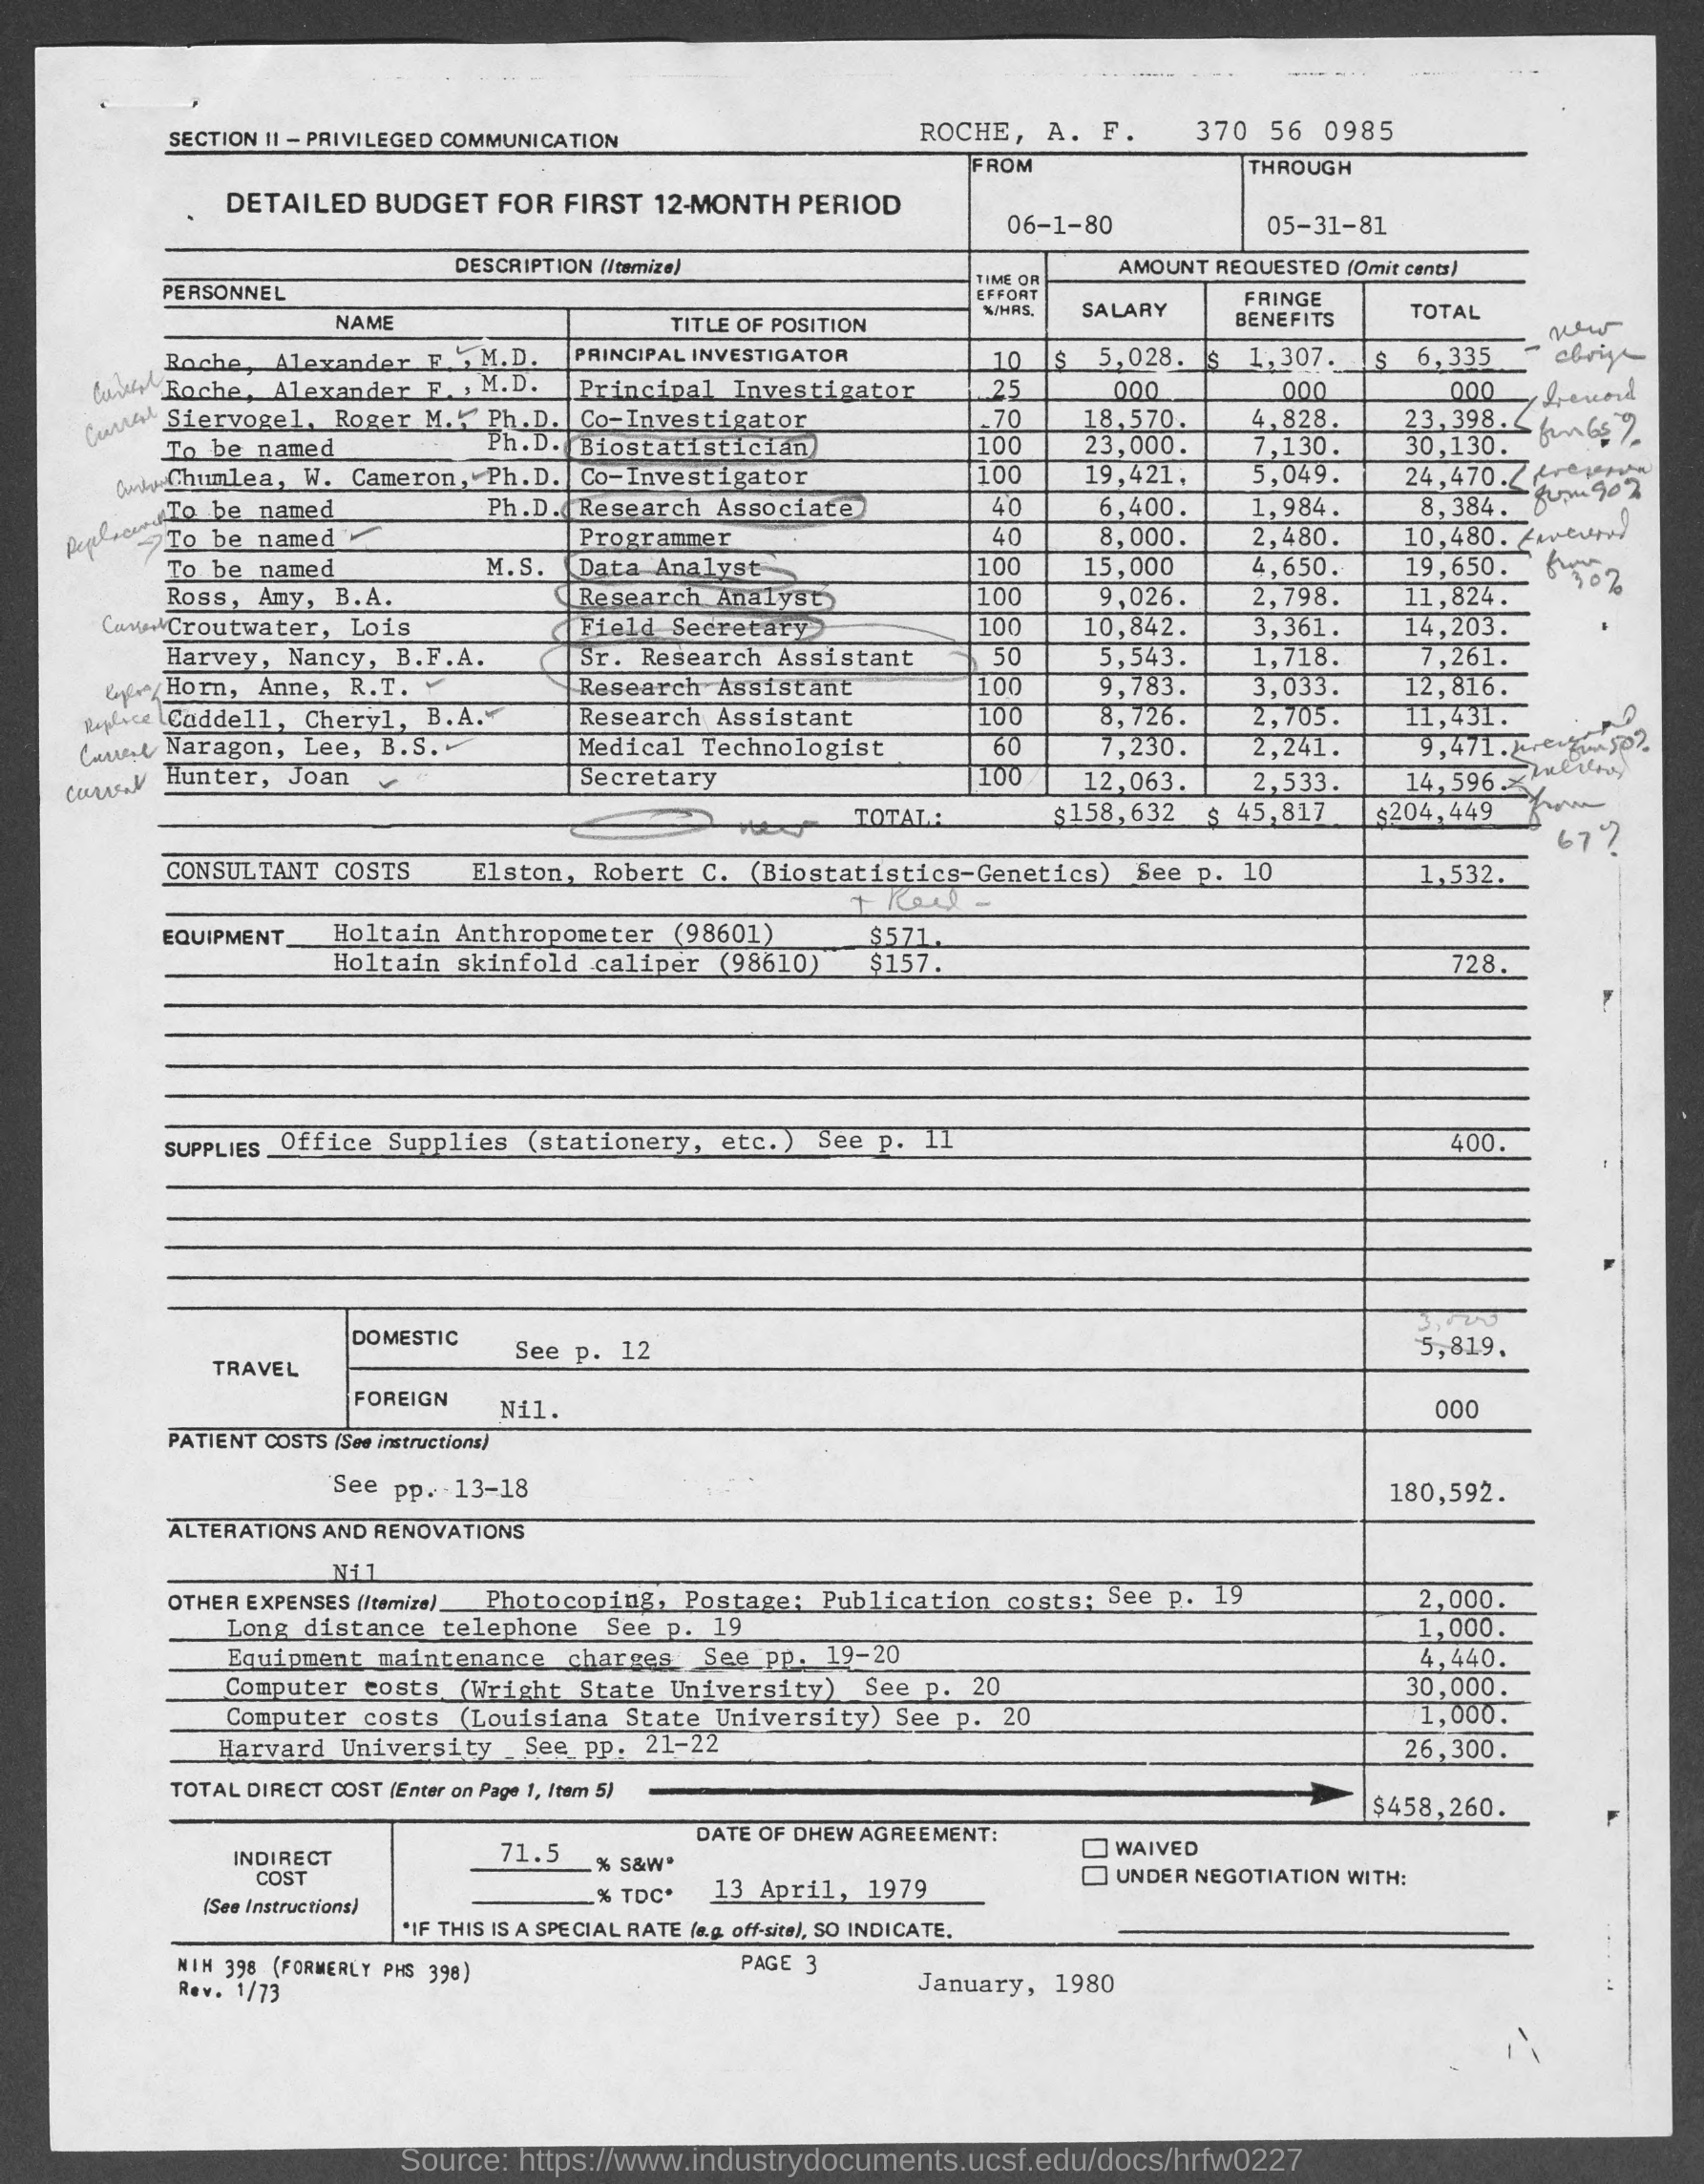 SECTION II – PRIVILEGED COMMUNICATION ROCHE, A. F. 370 56 0985
DETAILED BUDGET FOR FIRST 12-MONTH PERIOD
FROM THROUGH
06-1-80 05-31-81
DESCRIPTION (Itemize) TIME OR EFFORT %/HRS. AMOUNT REQUESTED (Omit cents)
PERSONNEL
NAME TITLE OF POSITION SALARY FRINGE BENEFITS TOTAL
Roche, Alexander F., M.D. PRINCIPAL INVESTIGATOR 10 $ 5,028. $ 1,307. $ 6,335 – new
Current Roche, Alexander F., M.D. Principal Investigator 25 000 000 000
Current Siervogel, Roger M., Ph.D. Co-Investigator 70 18,570. 4,828. 23,398. 65%
To be named Ph.D. Biostatistician 100 23,000. 7,130. 30,130.
Chumlea, W. Cameron, Ph.D. Co-Investigator 100 19,421. 5,049. 24,470. from 90%
To be named Ph.D. Research Associate 40 6,400. 1,984. 8,384.
To be named Programmer 40 8,000. 2,480. 10,480. from 30%
To be named M.S. Data Analyst 100 15,000 4,650. 19,650.
Ross, Amy, B.A. Research Analyst 100 9,026. 2,798. 11,824.
Current Croutwater, Lois Field Secretary 100 10,842. 3,361. 14,203.
Harvey, Nancy, B.F.A. Sr. Research Assistant 50 5,543. 1,718. 7,261.
Horn, Anne, R.T. Research Assistant 100 9,783. 3,033. 12,816.
Replace Caddell, Cheryl, B.A. Research Assistant 100 8,726. 2,705. 11,431.
Current Naragon, Lee, B.S. Medical Technologist 60 7,230. 2,241. 9,471. 50%
Current Hunter, Joan Secretary 100 12,063. 2,533. 14,596. from 67%
new TOTAL: $158,632 $ 45,817 $204,449
CONSULTANT COSTS Elston, Robert C. (Biostatistics-Genetics) See p. 10 1,532.
EQUIPMENT Holtain Anthropometer (98601) $571.
Holtain skinfold caliper (98610) $157. 728.
SUPPLIES Office Supplies (stationery, etc.) See p. 11 400.
TRAVEL
DOMESTIC See p. 12 3,000 5,819.
FOREIGN Nil. 000
PATIENT COSTS (See instructions)
See pp. 13-18 180,592.
ALTERATIONS AND RENOVATIONS
Nil
OTHER EXPENSES (Itemize) Photocoping, Postage; Publication costs; See p. 19 2,000.
Long distance telephone See p. 19 1,000.
Equipment maintenance charges See pp. 19-20 4,440.
Computer costs (Wright State University) See p. 20 30,000.
Computer costs (Louisiana State University) See p. 20 1,000.
Harvard University See pp. 21-22 26,300.
TOTAL DIRECT COST (Enter on Page 1, Item 5) $458,260.
INDIRECT COST (See Instructions)
71.5 % S&W* DATE OF DHEW AGREEMENT: WAIVED
% TDC* 13 April, 1979 UNDER NEGOTIATION WITH:
*IF THIS IS A SPECIAL RATE (e.g. off-site), SO INDICATE.
NIH 398 (FORMERLY PHS 398) PAGE 3
Rev. 1/73 January, 1980
Source: https://www.industrydocuments.ucsf.edu/docs/hrfw0227